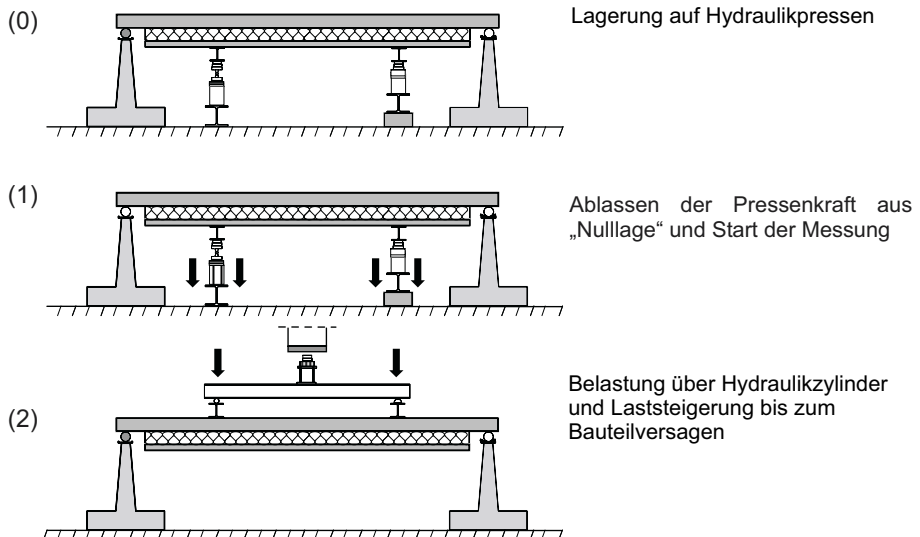 (0)
Lagerung auf Hydraulikpressen
(1)
Ablassen der Pressenkraft aus
„Nulllage“ und Start der Messung
(2)
Belastung über Hydraulikzylinder
und Laststeigerung bis zum
Bauteilversagen